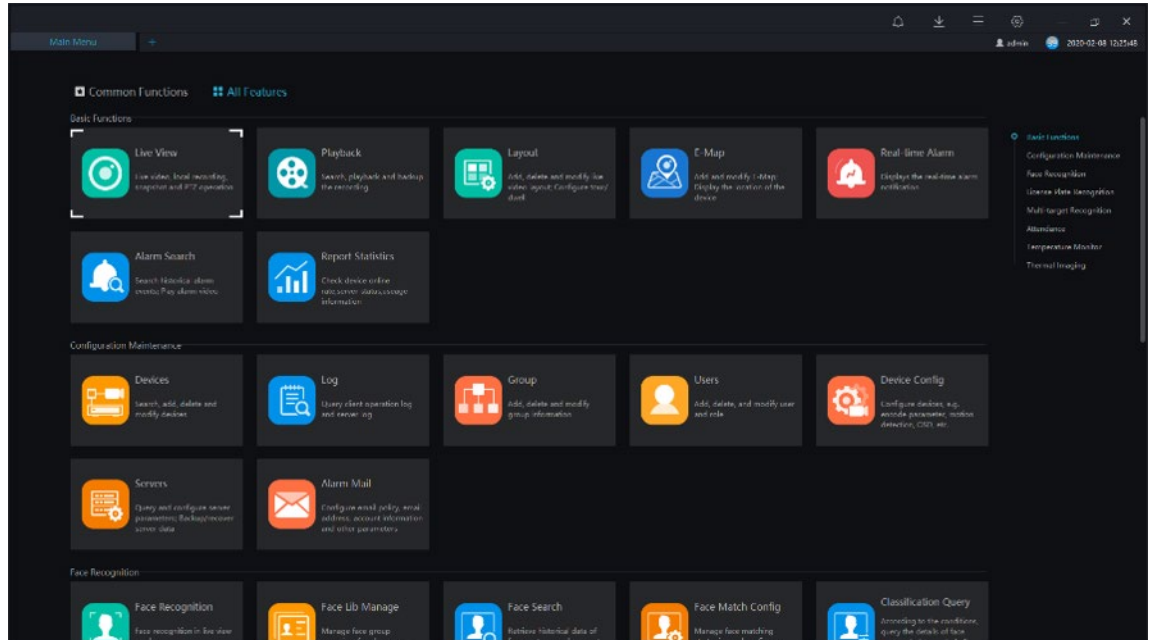 Main Menu
+
admin
99
2020-02-08 12:25:48
Common Functions
All Features
Basic Functions
Live View
Live video, local recording,
snapshot and PTZ operation
Playback
Search, playback and backup
the recording
Layout
Add, delete and modify live
video layout; Configure tour/
dwell
E-Map
Add and modify E-Map;
Display the location of the
device
Real-time Alarm
Displays the real-time alarm
notification
Alarm Search
Search historical alarm
events; Play alarm video
Report Statistics
Check device online
rate,server status,storage
information
Basic Functions
Configuration Maintenance
Face Recognition
License Plate Recognition
Multi-target Recognition
Attendance
Temperature Monitor
Thermal Imaging
Configuration Maintenance
Devices
Search, add, delete and
modify devices
Log
Query client operation log
and server log
Group
Add, delete and modify
group information
Users
Add, delete, and modify user
and role
Device Config
Configure devices, e.g.
encode parameter, motion
detection, OSD, etc.
Servers
Query and configure server
parameters; Backup/recover
server data
Alarm Mail
Configure email policy, email
address, account information
and other parameters
Face Recognition
Face Recognition
Face recognition in live view
Face Lib Manage
Manage face group
Face Search
Retrieve historical data of
Face Match Config
Manage face matching
Classification Query
According to the conditions,
query the details of face